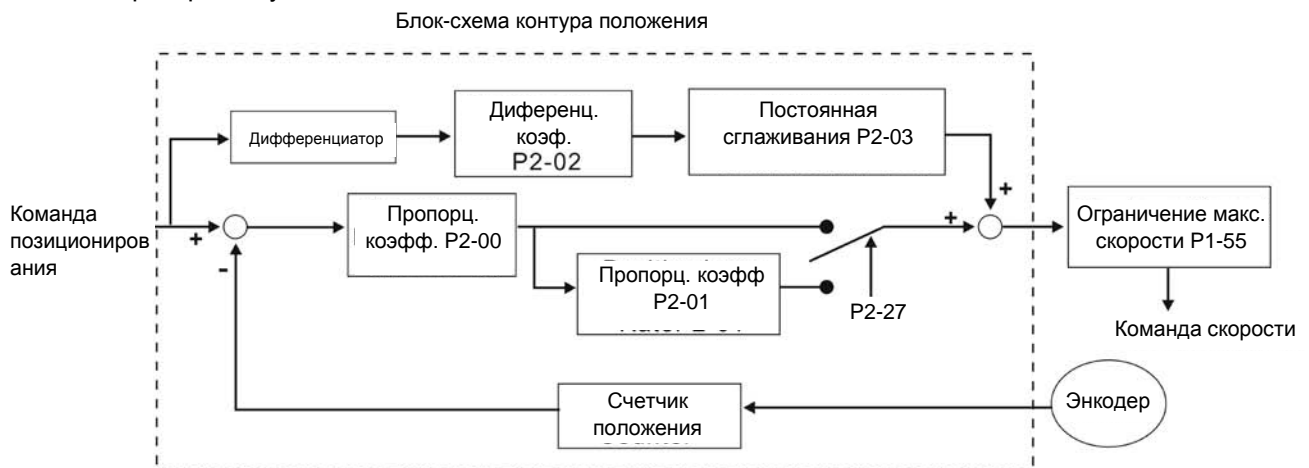 Блок-схема контура положения
Дифференциатор
Диференц.
коэф.
P2-02
Постоянная
сглаживания P2-03
+
Команда
позициониров
ания
+
-
Пропорц.
коэфф. P2-00
+
Ограничение макс.
скорости P1-55
Пропорц. коэфф
P2-01
P2-27
Команда скорости
Счетчик
положения
Энкодер